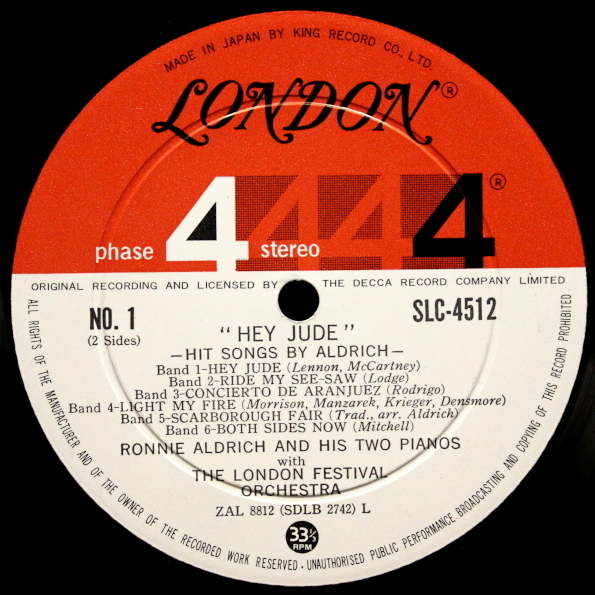 MADE IN JAPAN BY KING RECORD CO., LTD.
LONDON®
phase 4 stereo 4 4 4®
ORIGINAL RECORDING AND LICENSED BY THE DECCA RECORD COMPANY LIMITED
NO. 1
(2 Sides)
SLC-4512
"HEY JUDE"
—HIT SONGS BY ALDRICH—
Band 1-HEY JUDE (Lennon, McCartney)
Band 2-RIDE MY SEE-SAW (Lodge)
Band 3-CONCIERTO DE ARANJUEZ (Rodrigo)
Band 4-LIGHT MY FIRE (Morrison, Manzarek, Krieger, Densmore)
Band 5-SCARBOROUGH FAIR (Trad., arr. Aldrich)
Band 6-BOTH SIDES NOW (Mitchell)
RONNIE ALDRICH AND HIS TWO PIANOS
with
THE LONDON FESTIVAL
ORCHESTRA
ZAL 8812 (SDLB 2742) L
33⅓
RPM
ALL RIGHTS OF THE MANUFACTURER AND OF THE OWNER OF THE RECORDED WORK RESERVED · UNAUTHORISED PUBLIC PERFORMANCE·BROADCASTING AND COPYING OF THIS RECORD PROHIBITED